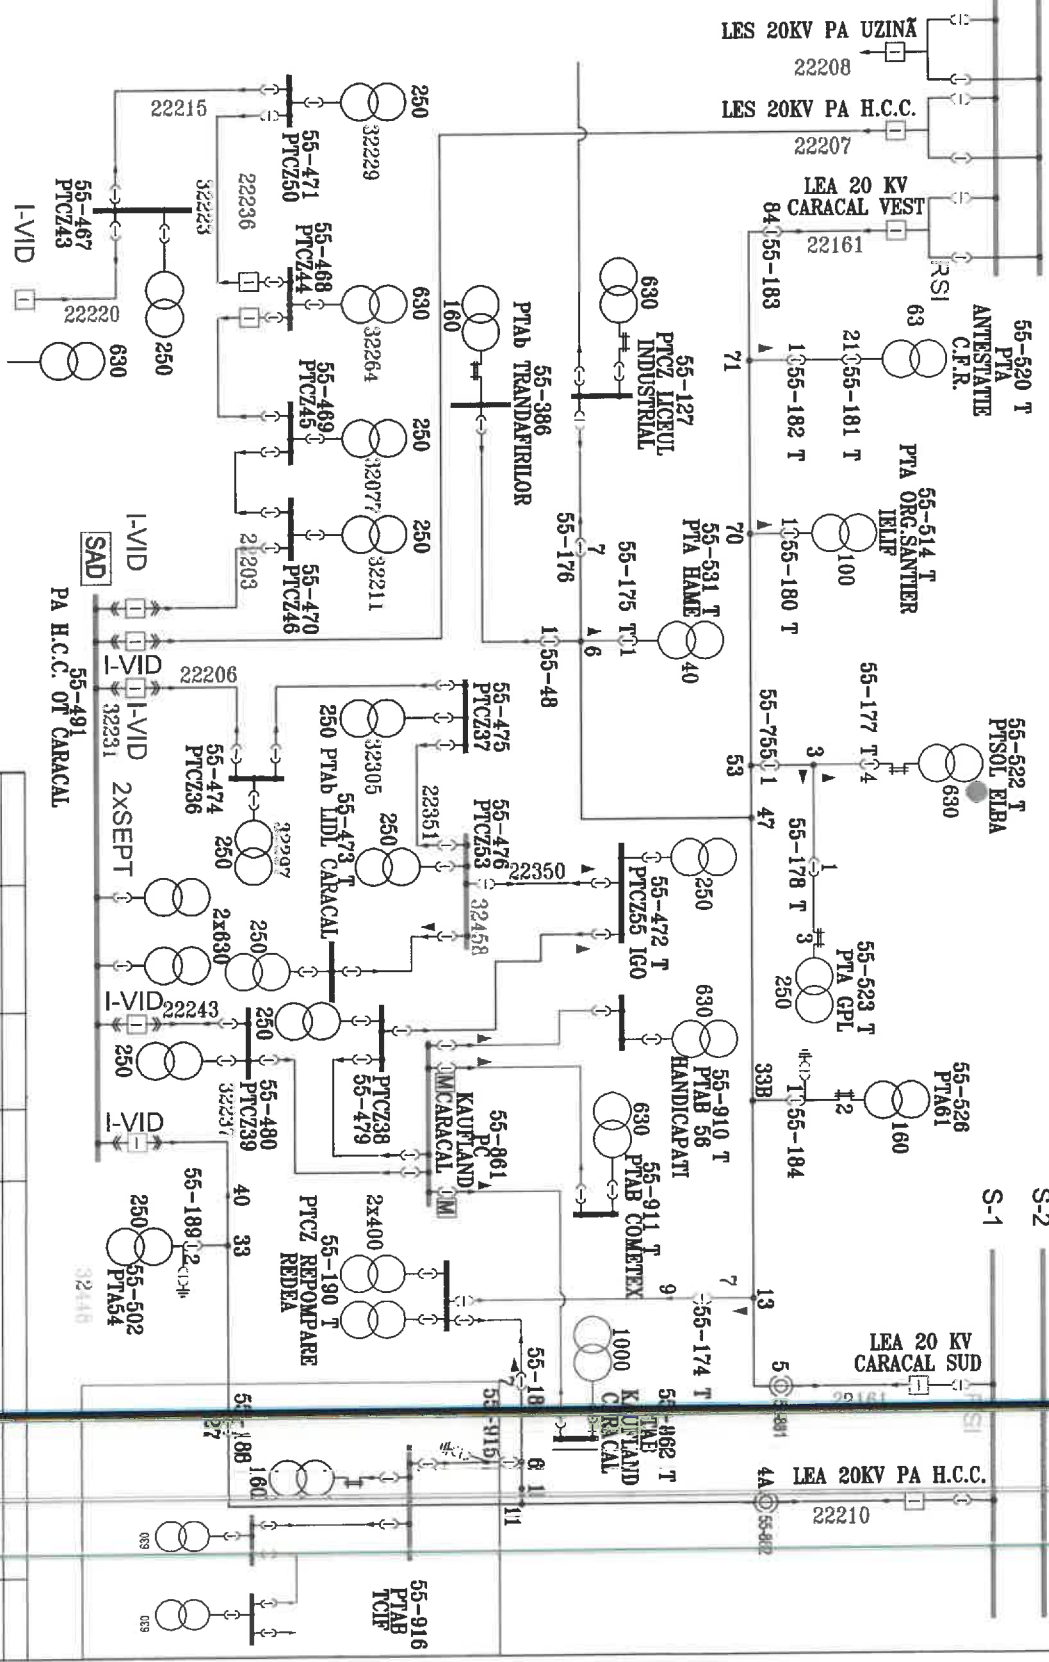 LES 20KV PA UZINĂ
22208
LES 20KV PA H.C.C.
22207
LEA 20 KV
CARACAL VEST
22161
RSI
84
55-183
71
55-520 T
PTA
ANTESTATIE
C.F.R.
63
21
55-181 T
1
55-182 T
55-514 T
PTA ORG.SANTIER
IELIF
100
1
55-180 T
70
55-522 T
PTSOL ELBA
630
55-177 T
4
3
55-755
1
53
47
1
55-178 T
3
55-523 T
PTA GPL
250
55-526
PTA61
160
2
1
55-184
33B
S-2
S-1
13
7
9
55-174 T
LEA 20 KV
CARACAL SUD
22161
RSI
5
55-881
LEA 20KV PA H.C.C.
22210
4A
55-882
250
32229
55-471
PTCZ50
22215
22236
32223
55-467
PTCZ43
250
I-VID
22220
630
630
32264
55-468
PTCZ44
250
32077
55-469
PTCZ45
250
32211
55-470
PTCZ46
22203
630
55-127
PTCZ LICEUL
INDUSTRIAL
160
55-386
PTAb TRANDAFIRILOR
7
55-176
55-531 T
PTA HAME
40
55-175 T
1
6
1
55-48
I-VID
SAD
55-491
PA H.C.C. OT CARACAL
I-VID
I-VID
32231
2xSEPT
22206
55-474
PTCZ36
250
32297
55-475
PTCZ37
250
32305
22351
55-476
PTCZ53
250
22350
32458
55-472 T
PTCZ55 IGO
250
55-473 T
PTAb LIDL CARACAL
250
2x630
I-VID
22243
250
55-480
PTCZ39
32237
I-VID
250
PTCZ38
55-479
55-861
PC
KAUFLAND
CARACAL
M
M
630
55-910 T
PTAB 56
HANDICAPATI
630
55-911 T
PTAB COMETEX
2x400
55-190 T
PTCZ REPOMPARE
REDEA
1000
55-862 T
PTAB
KAUFLAND
CARACAL
40
33
55-189
2
250
55-502
PTA54
11
6
160
630
630
55-916
PTAB
TCIF